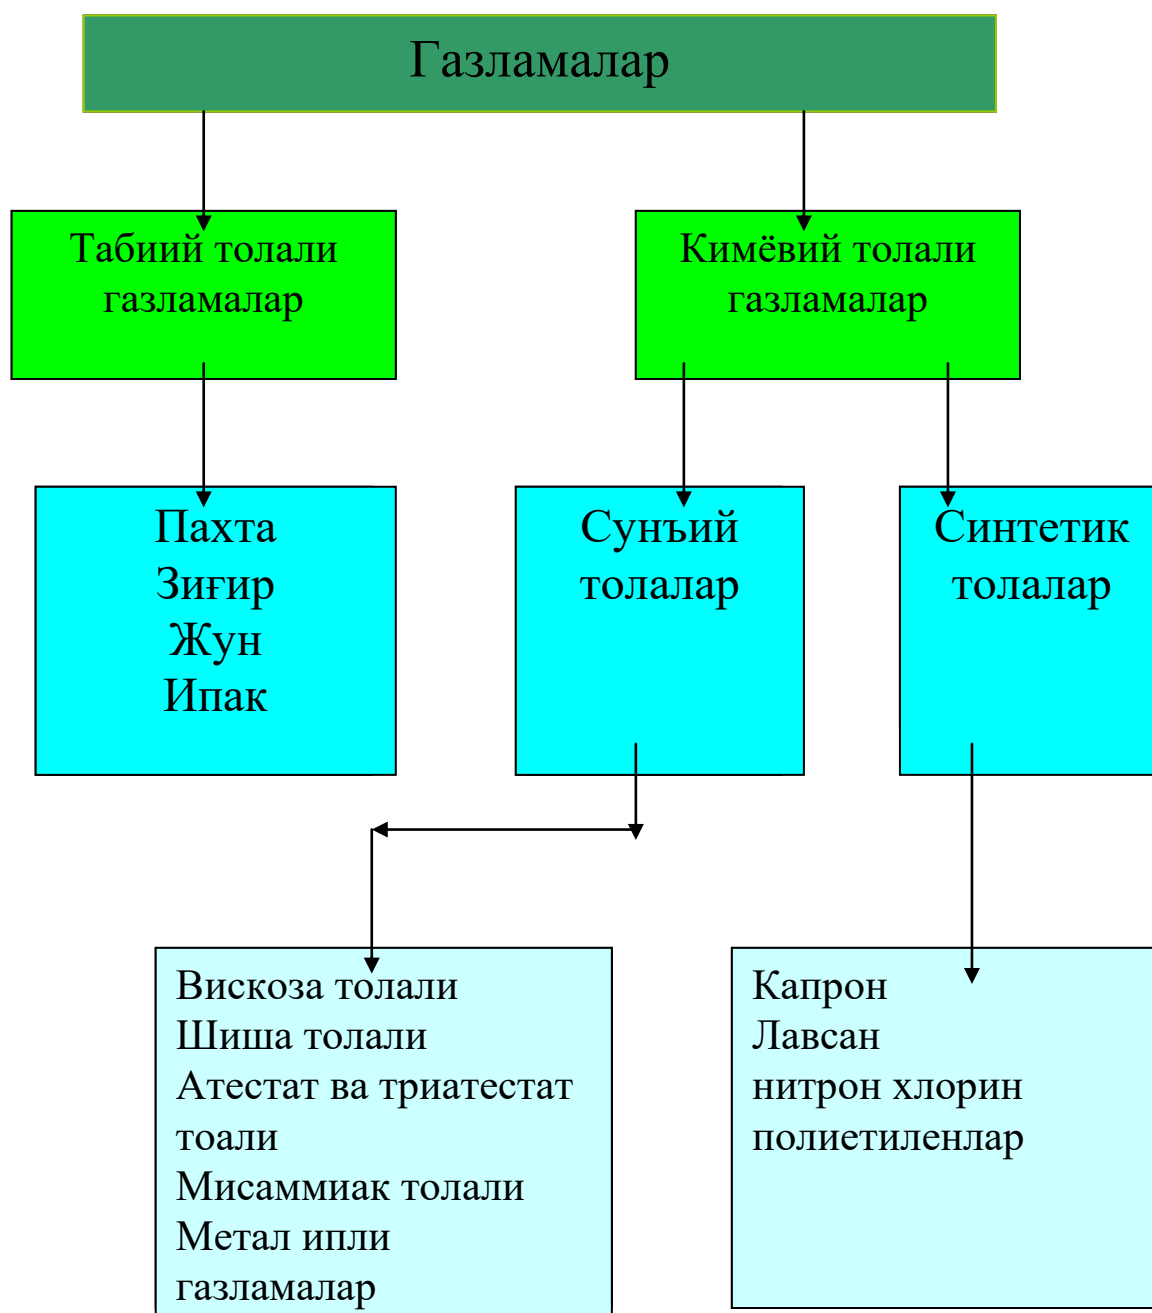 Газламалар
Табиий толали
газламалар
Кимёвий толали
газламалар
Пахта
Зиғир
Жун
Ипак
Сунъий
толалар
Синтетик
толалар
Вискоза толали
Шиша толали
Атестат ва триатестат
тоали
Мисаммиак толали
Метал ипли
газламалар
Капрон
Лавсан
нитрон хлорин
полиетиленлар